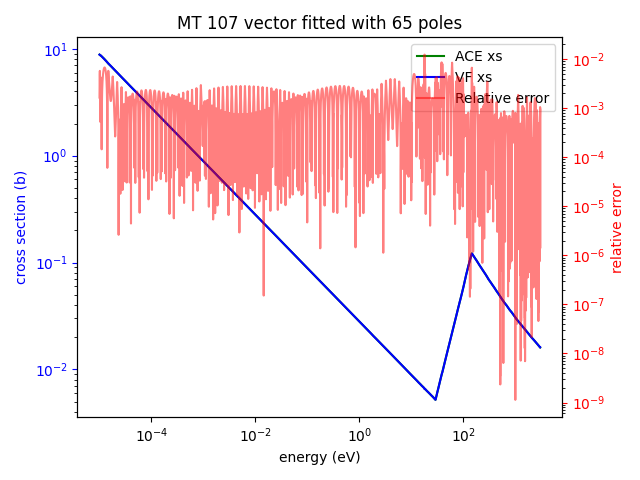 MT 107 vector fitted with 65 poles
ACE xs
VF xs
Relative error
cross section (b)
10^1
10^0
10^-1
10^-2
relative error
10^-2
10^-3
10^-4
10^-5
10^-6
10^-7
10^-8
10^-9
10^-4
10^-2
10^0
10^2
energy (eV)